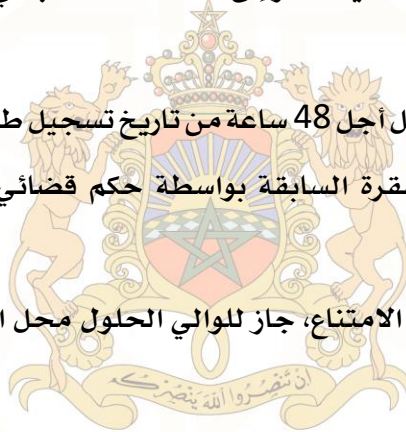 ل أجل 48 ساعة من تاريخ تسجيل ط
قرة السابقة بواسطة حكم قضائي
الامتناع، جاز للوالي الحلول محل ا
ان تنصروا الله ينصركم